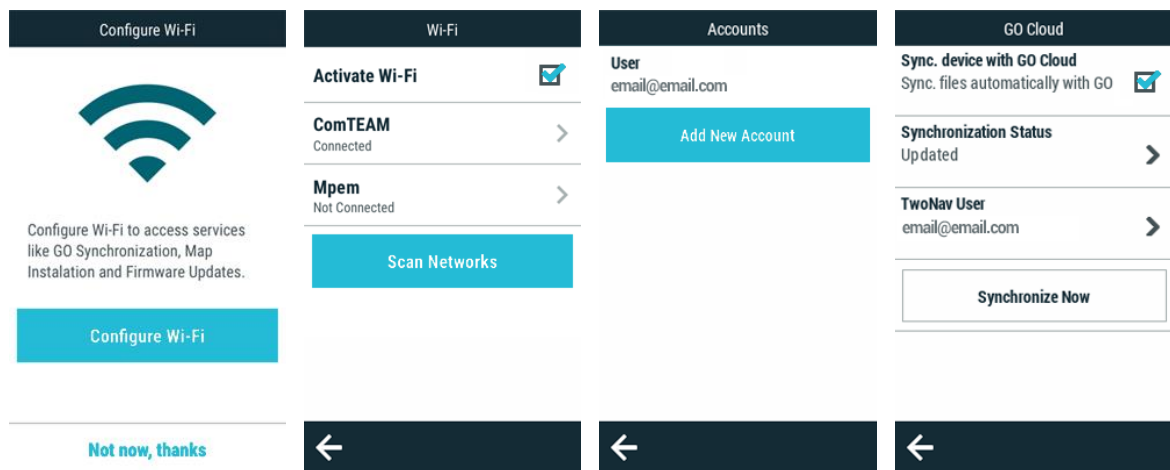 Configure Wi-Fi
Configure Wi-Fi to access services
like GO Synchronization, Map
Instalation and Firmware Updates.
Configure Wi-Fi
Not now, thanks
Wi-Fi
Activate Wi-Fi
ComTEAM
Connected
Mpem
Not Connected
Scan Networks
Accounts
User
email@email.com
Add New Account
GO Cloud
Sync. device with GO Cloud
Sync. files automatically with GO
Synchronization Status
Updated
TwoNav User
email@email.com
Synchronize Now